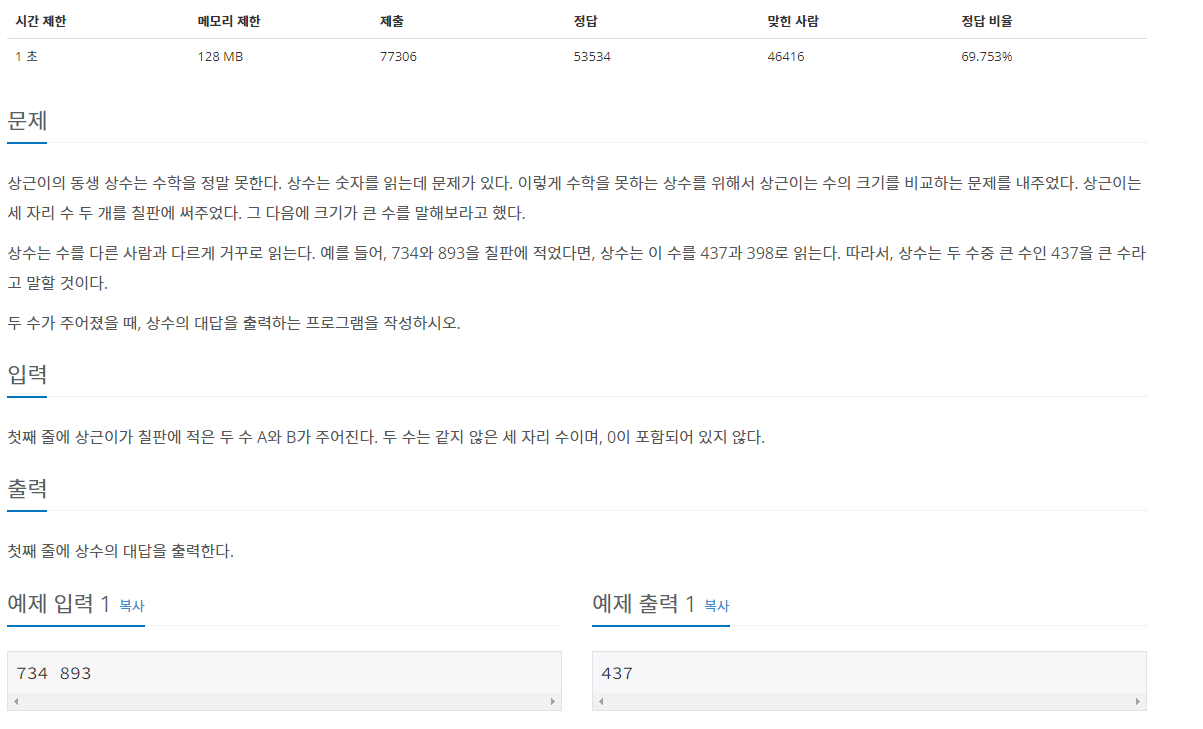 시간 제한 메모리 제한 제출 정답 맞힌 사람 정답 비율
1 초 128 MB 77306 53534 46416 69.753%
문제
상근이의 동생 상수는 수학을 정말 못한다. 상수는 숫자를 읽는데 문제가 있다. 이렇게 수학을 못하는 상수를 위해서 상근이는 수의 크기를 비교하는 문제를 내주었다. 상근이는
세 자리 수 두 개를 칠판에 써주었다. 그 다음에 크기가 큰 수를 말해보라고 했다.
상수는 수를 다른 사람과 다르게 거꾸로 읽는다. 예를 들어, 734와 893을 칠판에 적었다면, 상수는 이 수를 437과 398로 읽는다. 따라서, 상수는 두 수중 큰 수인 437을 큰 수라
고 말할 것이다.
두 수가 주어졌을 때, 상수의 대답을 출력하는 프로그램을 작성하시오.
입력
첫째 줄에 상근이가 칠판에 적은 두 수 A와 B가 주어진다. 두 수는 같지 않은 세 자리 수이며, 0이 포함되어 있지 않다.
출력
첫째 줄에 상수의 대답을 출력한다.
예제 입력 1 복사 예제 출력 1 복사
734 893 437